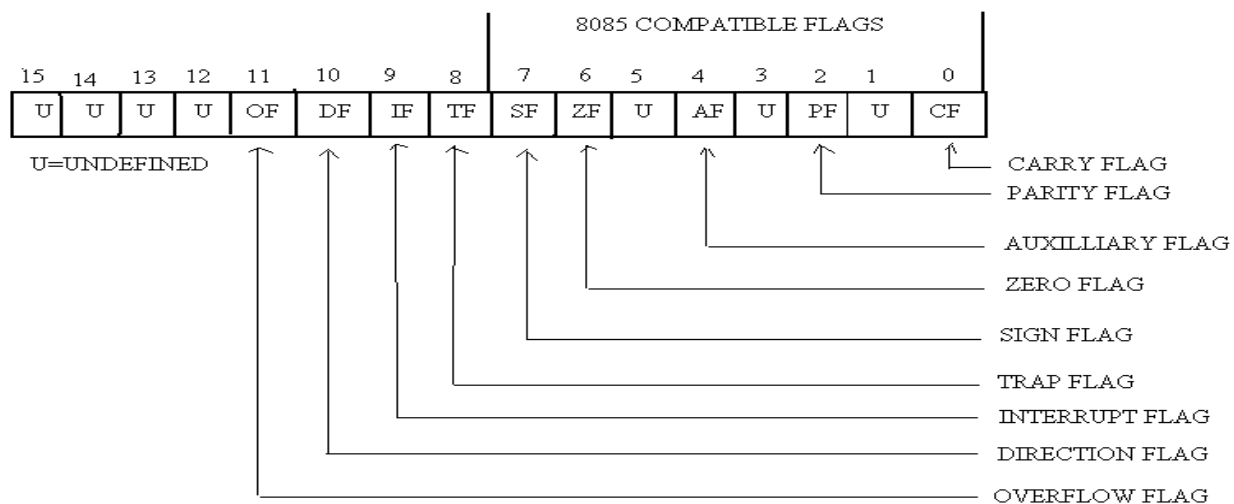 8085 COMPATIBLE FLAGS
15 14 13 12 11 10 9 8 7 6 5 4 3 2 1 0
U U U U OF DF IF TF SF ZF U AF U PF U CF
U=UNDEFINED
CARRY FLAG
PARITY FLAG
AUXILLIARY FLAG
ZERO FLAG
SIGN FLAG
TRAP FLAG
INTERRUPT FLAG
DIRECTION FLAG
OVERFLOW FLAG